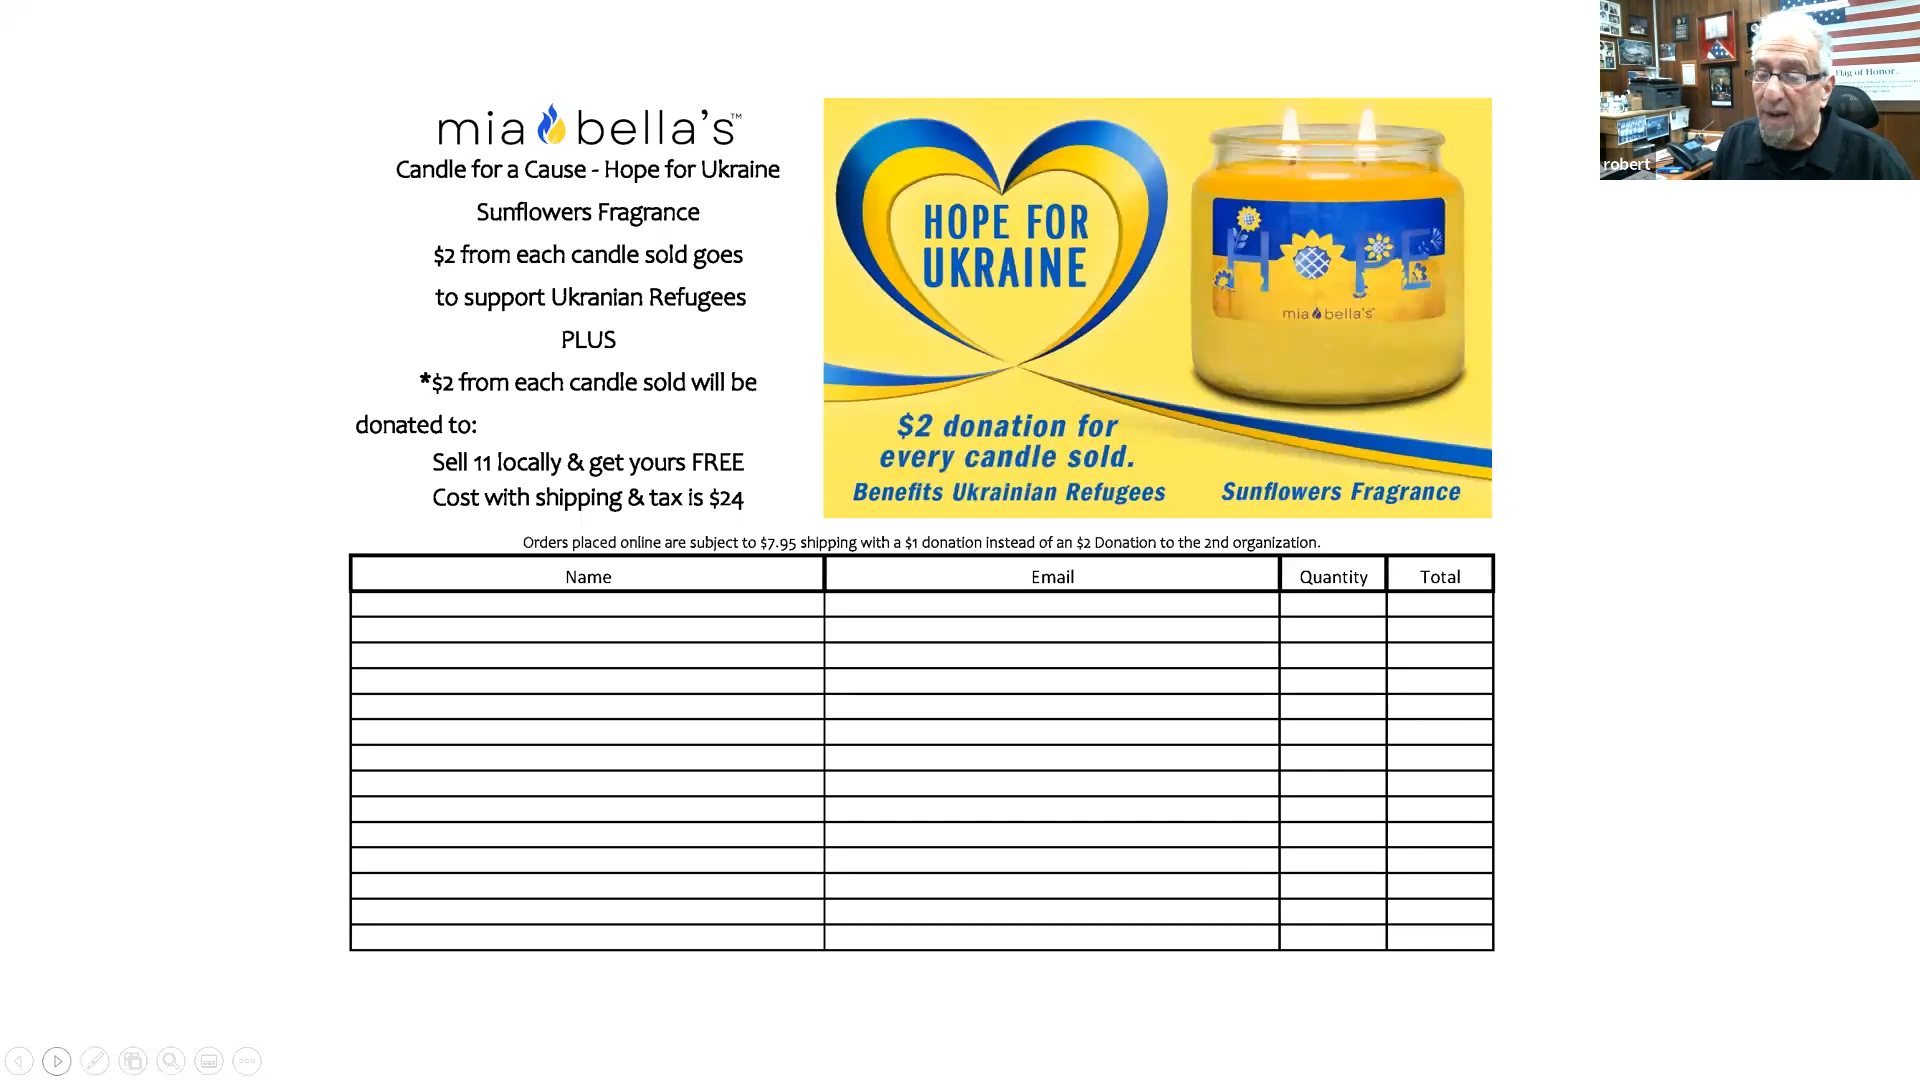 mia bella's™
Candle for a Cause - Hope for Ukraine
Sunflowers Fragrance
$2 from each candle sold goes
to support Ukranian Refugees
PLUS
*$2 from each candle sold will be
donated to:
Sell 11 locally & get yours FREE
Cost with shipping & tax is $24
HOPE FOR
UKRAINE
HOPE
mia bella's
$2 donation for
every candle sold.
Benefits Ukrainian Refugees
Sunflowers Fragrance
Orders placed online are subject to $7.95 shipping with a $1 donation instead of an $2 Donation to the 2nd organization.
Name Email Quantity Total
Flag of Honor
robert